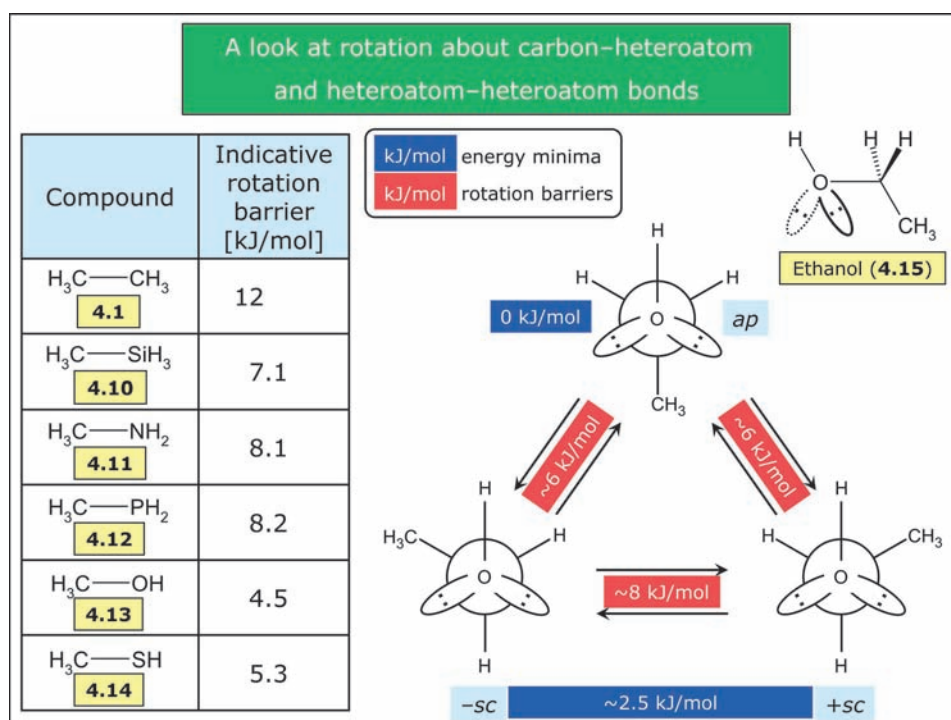 A look at rotation about carbon–heteroatom
and heteroatom–heteroatom bonds
Compound
Indicative
rotation
barrier
[kJ/mol]
H₃C—CH₃
4.1
12
H₃C—SiH₃
4.10
7.1
H₃C—NH₂
4.11
8.1
H₃C—PH₂
4.12
8.2
H₃C—OH
4.13
4.5
H₃C—SH
4.14
5.3
kJ/mol energy minima
kJ/mol rotation barriers
H H H
O
CH₃
Ethanol (4.15)
H
H H
0 kJ/mol O ap
CH₃
~6 kJ/mol ~6 kJ/mol
H H
H₃C H H CH₃
O O
~8 kJ/mol
H H
–sc ~2.5 kJ/mol +sc